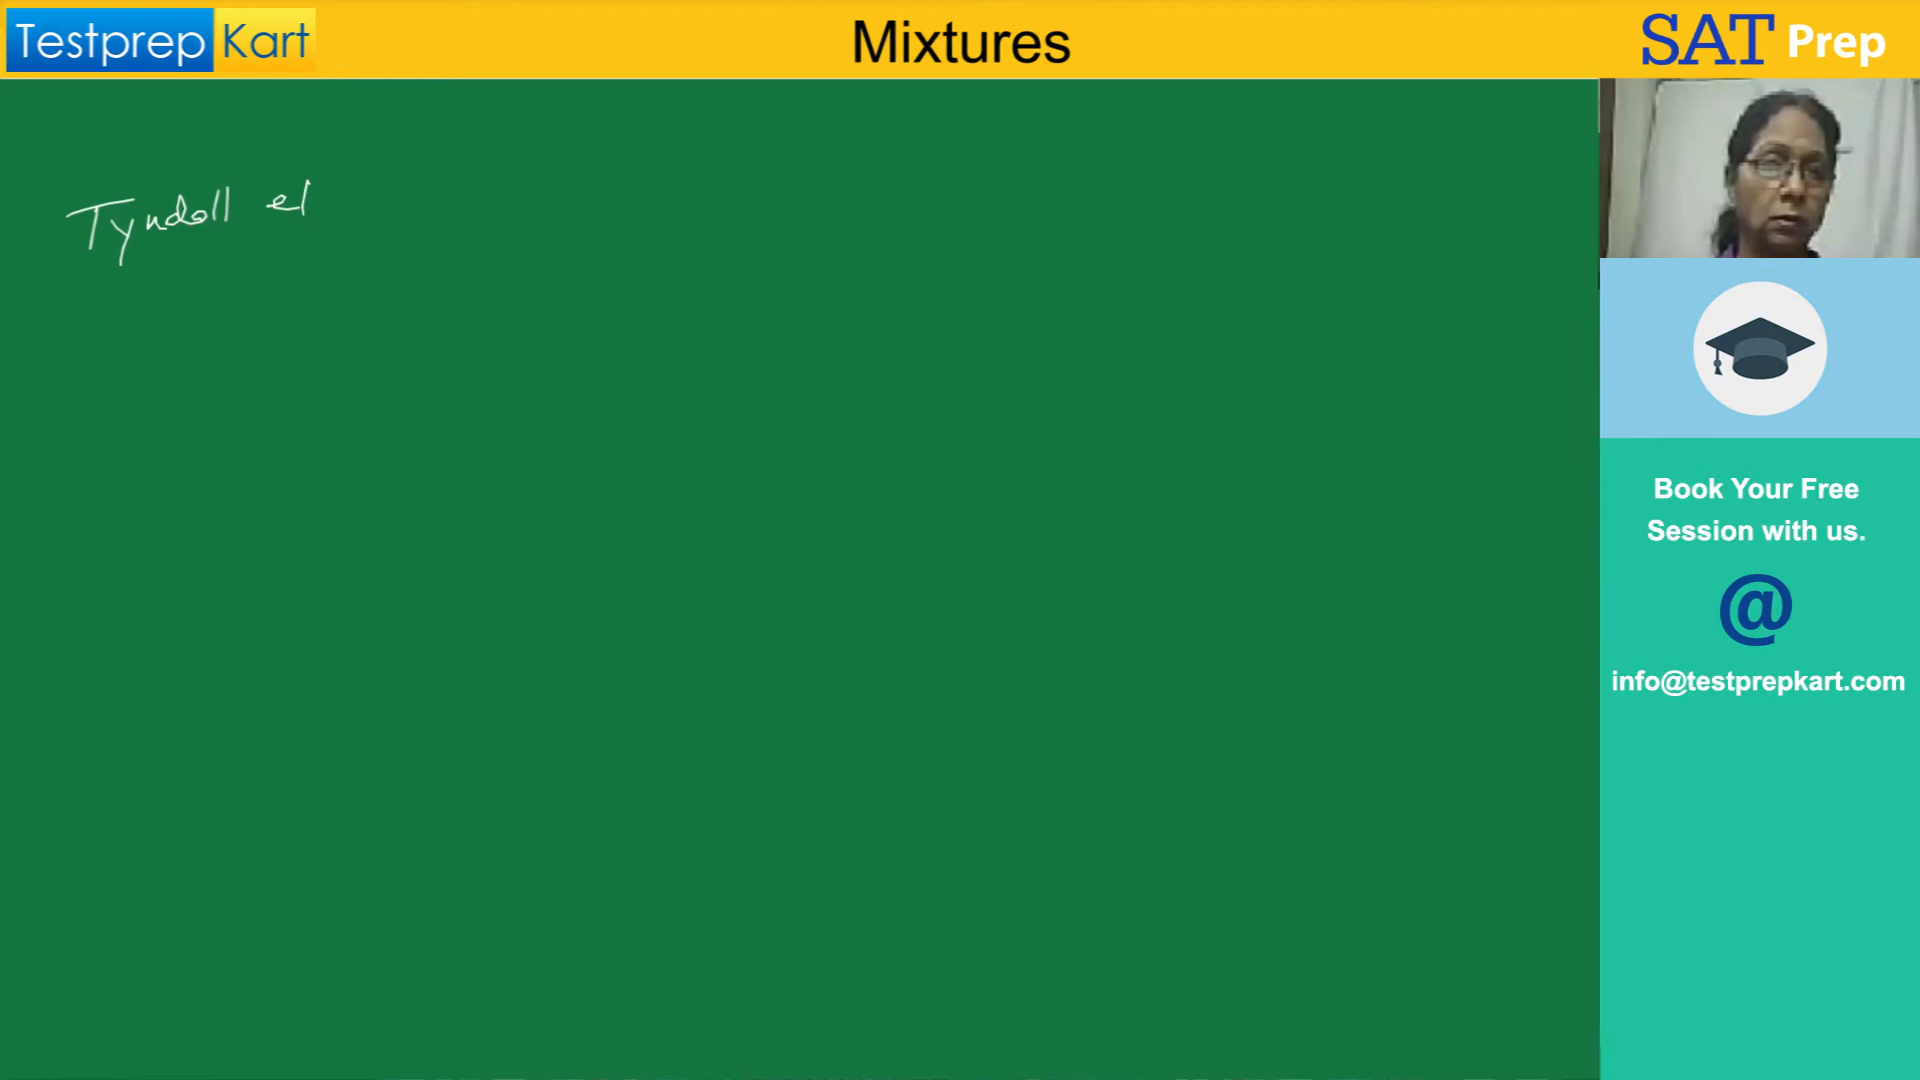 Testprep Kart
Mixtures
SAT Prep
Tyndall ef
Book Your Free
Session with us.
@
info@testprepkart.com